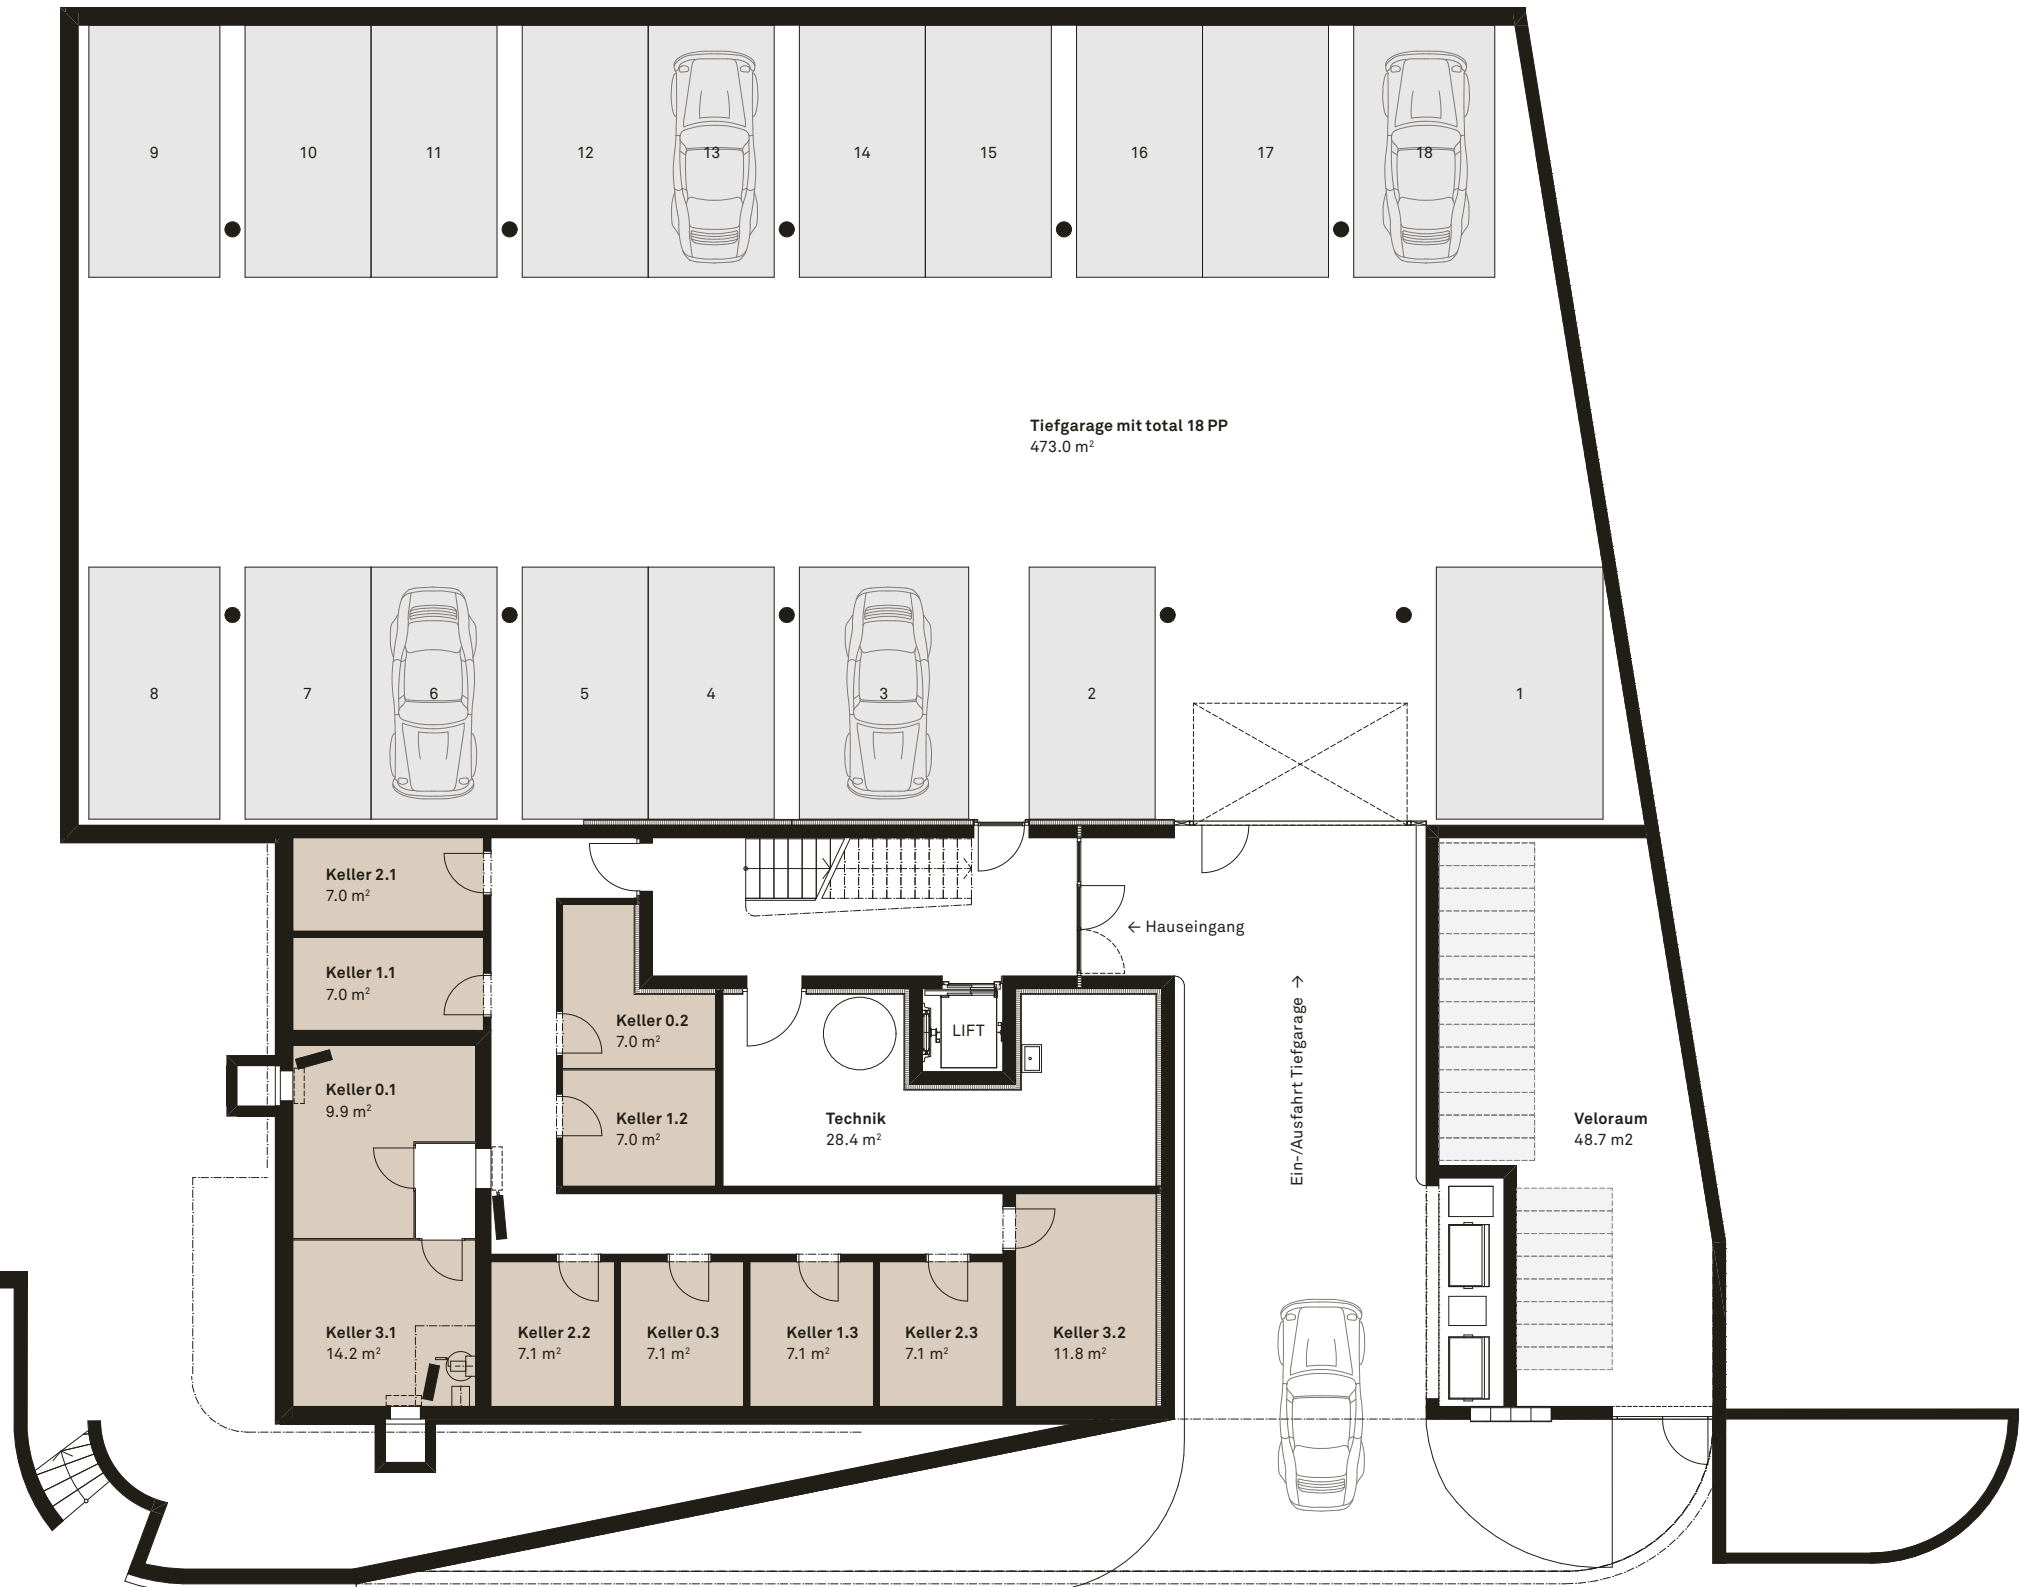 9
10
11
12
13
14
15
16
17
18
Tiefgarage mit total 18 PP
473.0 m²
8
7
6
5
4
3
2
1
Keller 2.1
7.0 m²
Keller 1.1
7.0 m²
← Hauseingang
Keller 0.2
7.0 m²
LIFT
Keller 0.1
9.9 m²
Keller 1.2
7.0 m²
Technik
28.4 m²
Ein-/Ausfahrt Tiefgarage →
Veloraum
48.7 m2
Keller 3.1
14.2 m²
Keller 2.2
7.1 m²
Keller 0.3
7.1 m²
Keller 1.3
7.1 m²
Keller 2.3
7.1 m²
Keller 3.2
11.8 m²